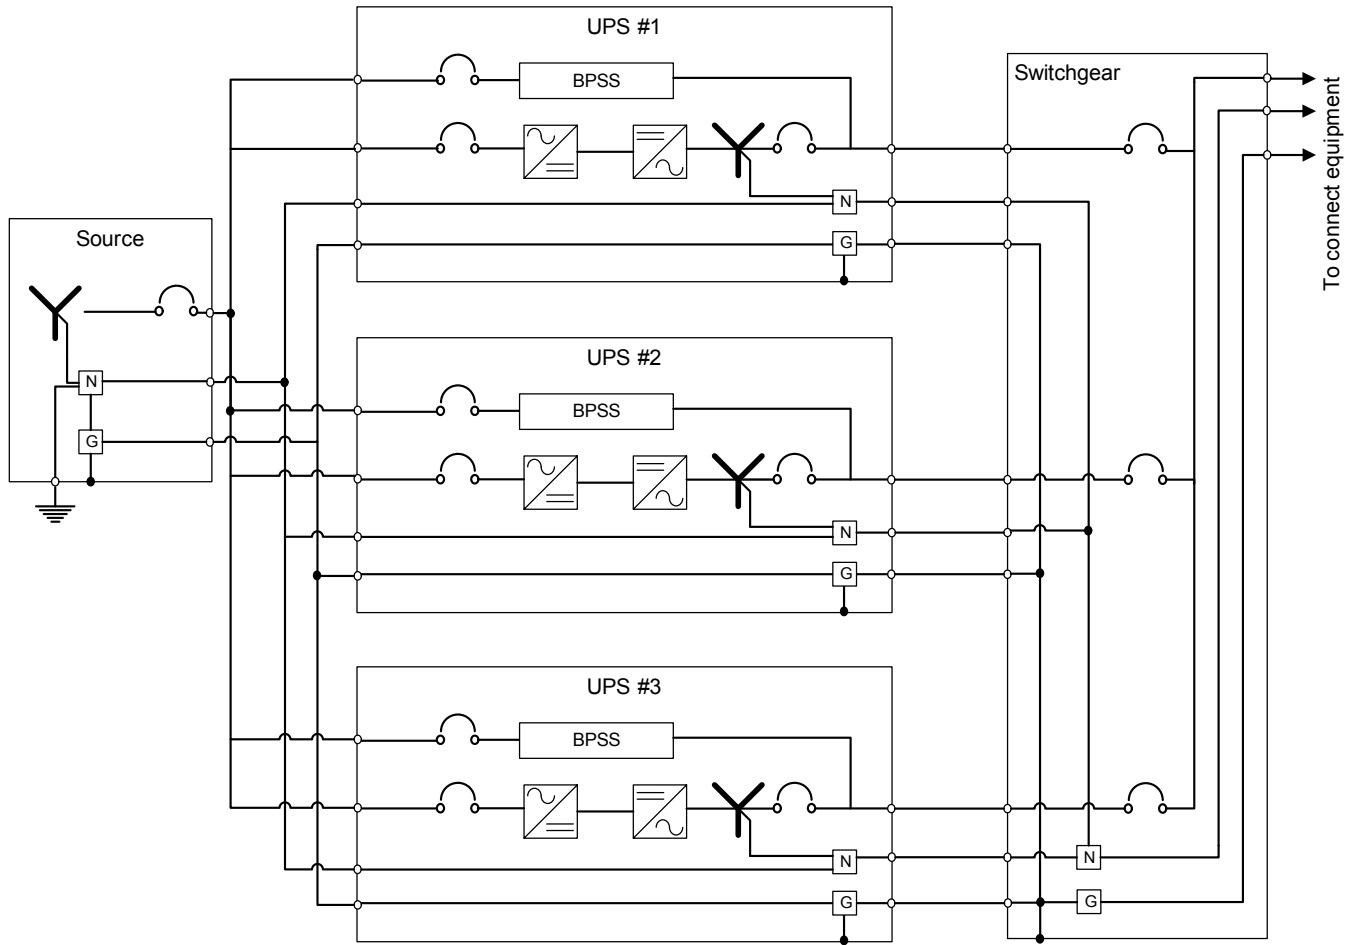 UPS #1
BPSS
N
G
Switchgear
To connect equipment
Source
N
G
UPS #2
BPSS
N
G
UPS #3
BPSS
N
G
N
G